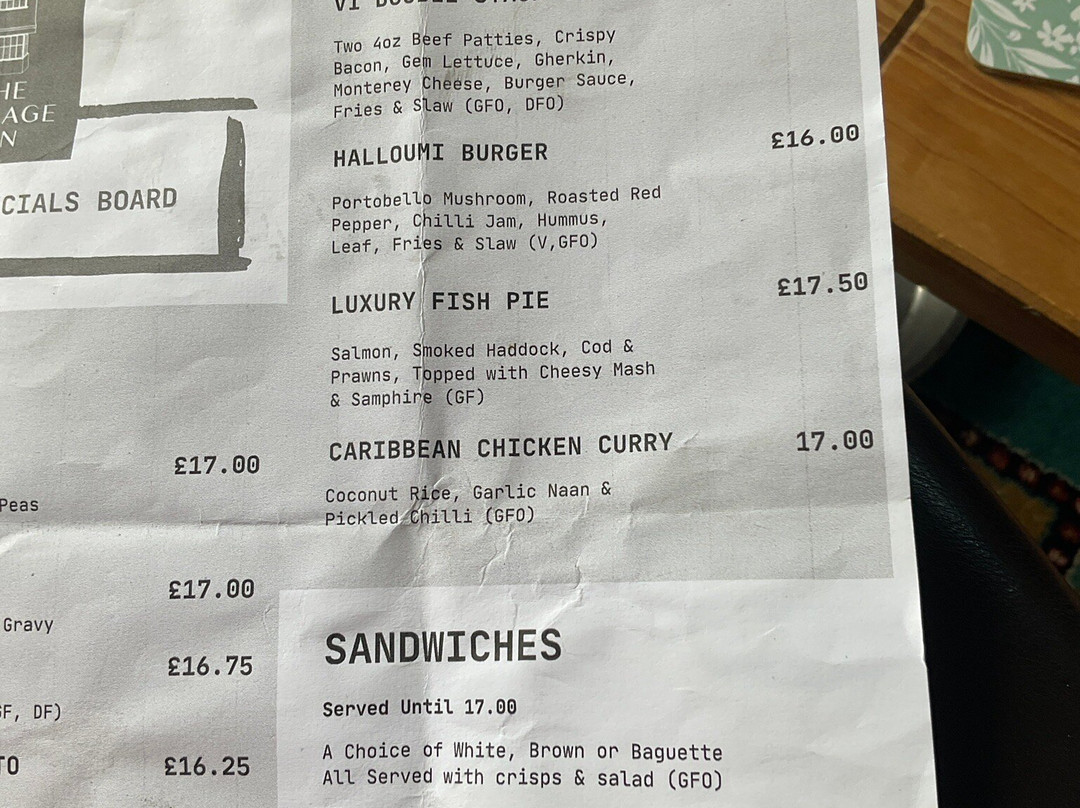 HE
AGE
N
CIALS BOARD
£17.00
Peas
£17.00
Gravy
£16.75
F, DF)
TO
£16.25
Two 4oz Beef Patties, Crispy
Bacon, Gem Lettuce, Gherkin,
Monterey Cheese, Burger Sauce,
Fries & Slaw (GFO, DFO)
HALLOUMI BURGER £16.00
Portobello Mushroom, Roasted Red
Pepper, Chilli Jam, Hummus,
Leaf, Fries & Slaw (V,GFO)
LUXURY FISH PIE £17.50
Salmon, Smoked Haddock, Cod &
Prawns, Topped with Cheesy Mash
& Samphire (GF)
CARIBBEAN CHICKEN CURRY 17.00
Coconut Rice, Garlic Naan &
Pickled Chilli (GFO)
SANDWICHES
Served Until 17.00
A Choice of White, Brown or Baguette
All Served with crisps & salad (GFO)